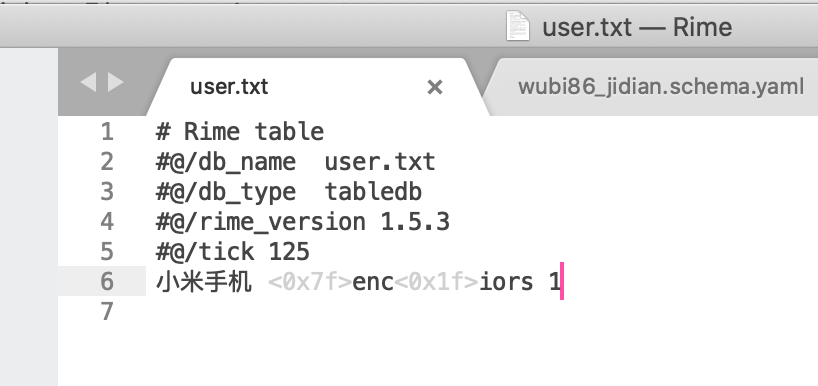 user.txt — Rime
user.txt × wubi86_jidian.schema.yaml
1 # Rime table
2 #@/db_name user.txt
3 #@/db_type tabledb
4 #@/rime_version 1.5.3
5 #@/tick 125
6 小米手机 <0x7f>enc<0x1f>iors 1
7